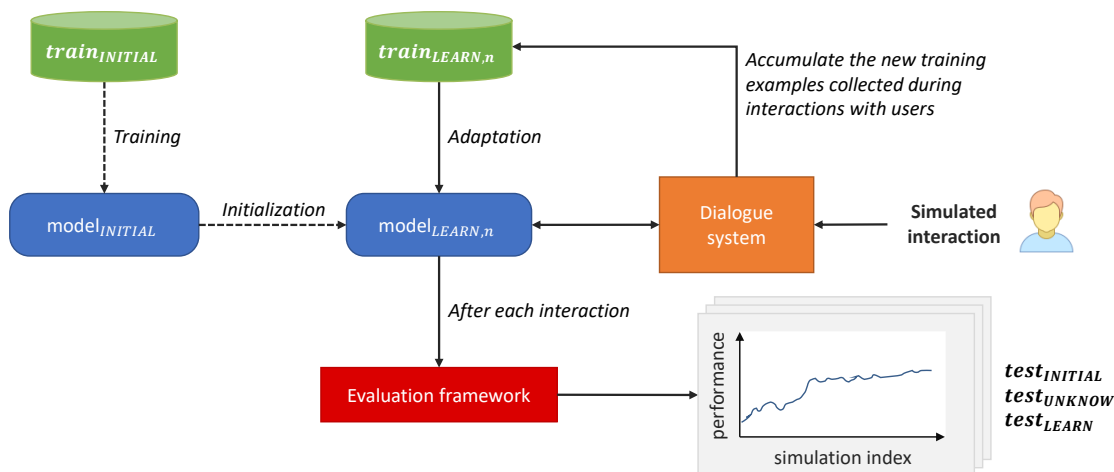 train_INITIAL
train_LEARN,n
Accumulate the new training
examples collected during
interactions with users
Training
Adaptation
model_INITIAL
Initialization
model_LEARN,n
Dialogue
system
Simulated
interaction
After each interaction
Evaluation framework
performance
simulation index
test_INITIAL
test_UNKNOW
test_LEARN